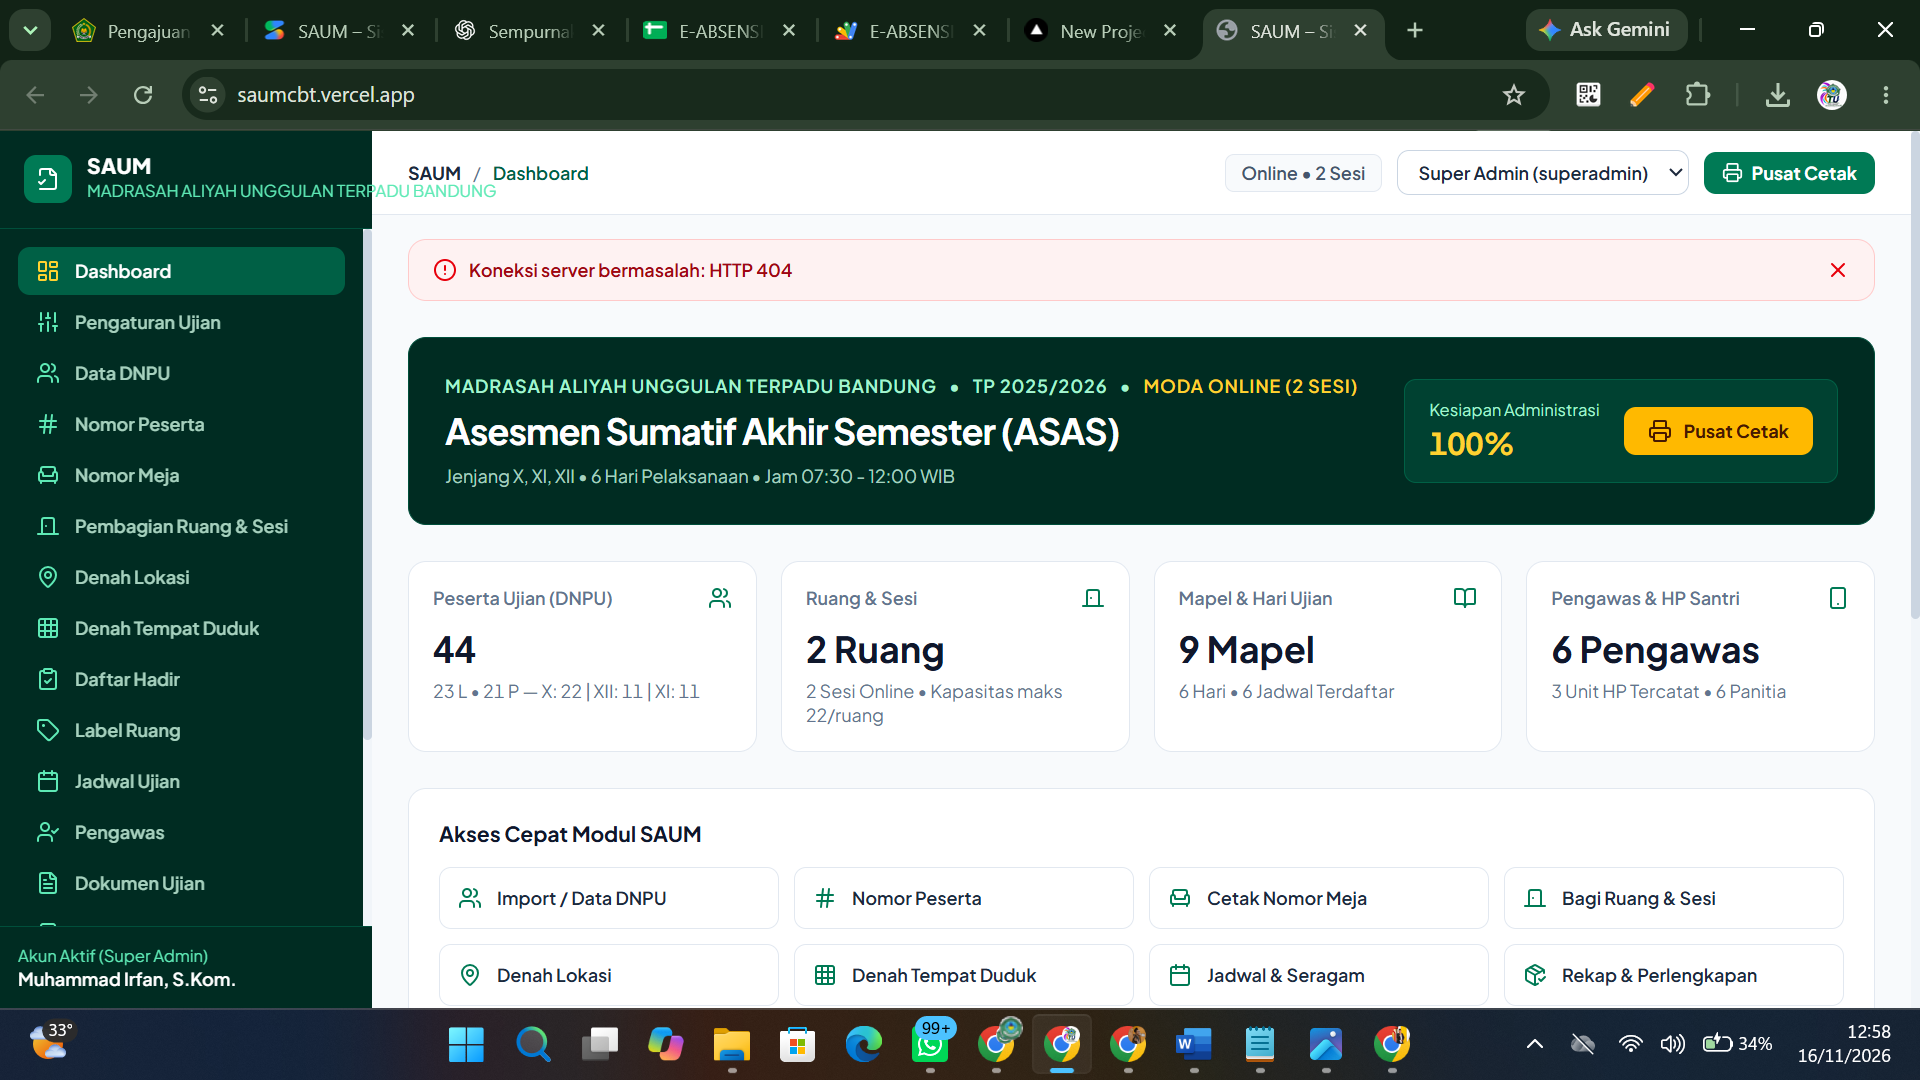 Pengajuan
SAUM – Si
Sempurna
E-ABSENSI
E-ABSENSI
New Proje
SAUM – Si
Ask Gemini
saumcbt.vercel.app
SAUM
MADRASAH ALIYAH UNGGULAN TERPADU BANDUNG
SAUM / Dashboard
Online • 2 Sesi
Super Admin (superadmin)
Pusat Cetak
Dashboard
Pengaturan Ujian
Data DNPU
Nomor Peserta
Nomor Meja
Pembagian Ruang & Sesi
Denah Lokasi
Denah Tempat Duduk
Daftar Hadir
Label Ruang
Jadwal Ujian
Pengawas
Dokumen Ujian
Akun Aktif (Super Admin)
Muhammad Irfan, S.Kom.
Koneksi server bermasalah: HTTP 404
MADRASAH ALIYAH UNGGULAN TERPADU BANDUNG • TP 2025/2026 • MODA ONLINE (2 SESI)
Asesmen Sumatif Akhir Semester (ASAS)
Jenjang X, XI, XII • 6 Hari Pelaksanaan • Jam 07:30 - 12:00 WIB
Kesiapan Administrasi
100%
Pusat Cetak
Peserta Ujian (DNPU)
44
23 L • 21 P — X: 22 | XII: 11 | XI: 11
Ruang & Sesi
2 Ruang
2 Sesi Online • Kapasitas maks
22/ruang
Mapel & Hari Ujian
9 Mapel
6 Hari • 6 Jadwal Terdaftar
Pengawas & HP Santri
6 Pengawas
3 Unit HP Tercatat • 6 Panitia
Akses Cepat Modul SAUM
Import / Data DNPU
Nomor Peserta
Cetak Nomor Meja
Bagi Ruang & Sesi
Denah Lokasi
Denah Tempat Duduk
Jadwal & Seragam
Rekap & Perlengkapan
33°
99+
34%
12:58
16/11/2026